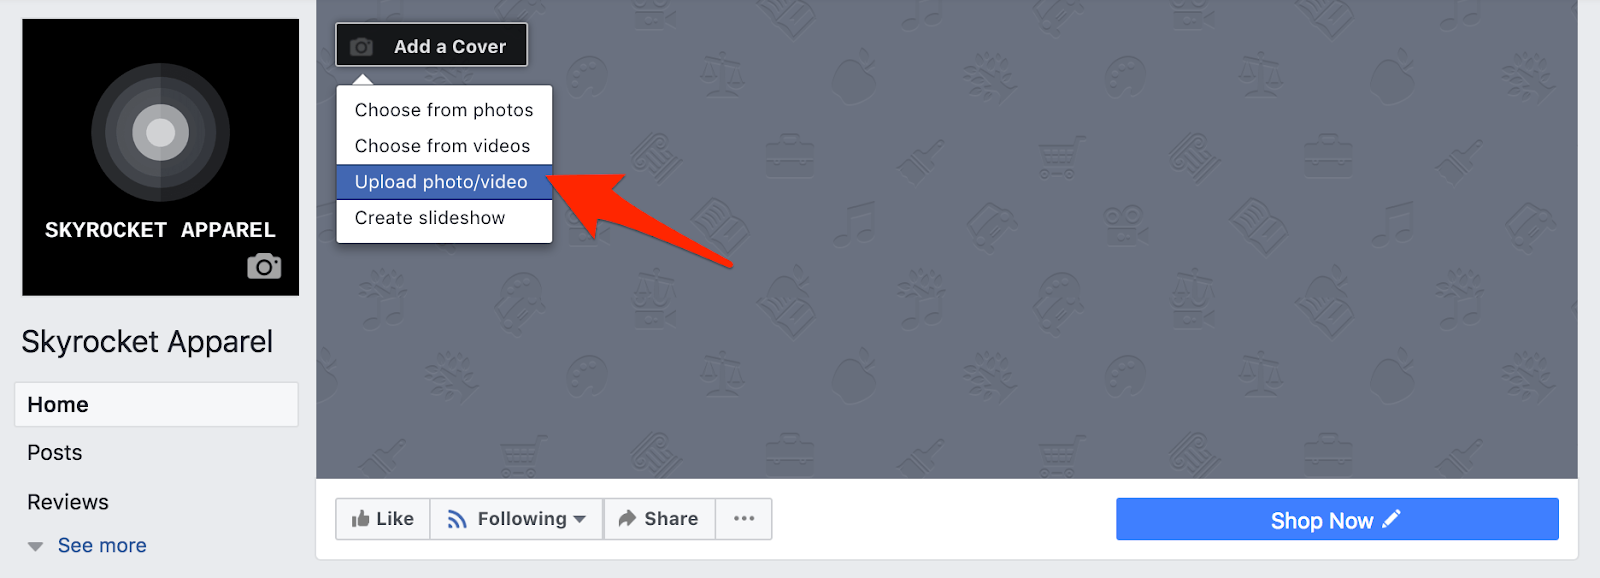 SKYROCKET APPAREL
Skyrocket Apparel
Home
Posts
Reviews
See more
Add a Cover
Choose from photos
Choose from videos
Upload photo/video
Create slideshow
Like
Following
Share
Shop Now